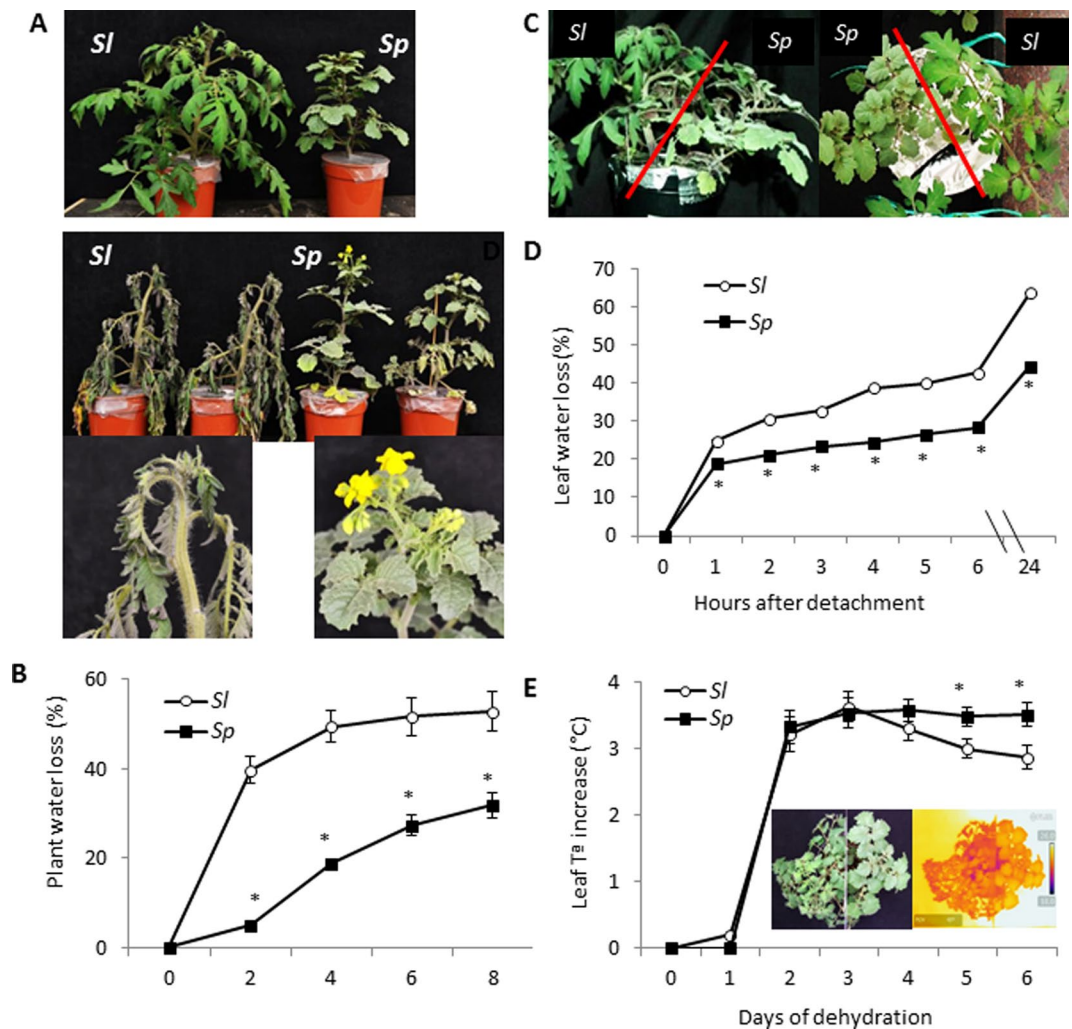 A
Sl
Sp
Sl
Sp
D
B
Plant water loss (%)
60
40
20
0
Sl
Sp
*
*
*
*
0 2 4 6 8
C
Sl
Sp
Sp
Sl
D
Leaf water loss (%)
70
60
50
40
30
20
10
0
Sl
Sp
* * * * * * *
0 1 2 3 4 5 6 24
Hours after detachment
E
Leaf Tª increase (°C)
4
3
2
1
0
Sl
Sp
* *
0 1 2 3 4 5 6
Days of dehydration